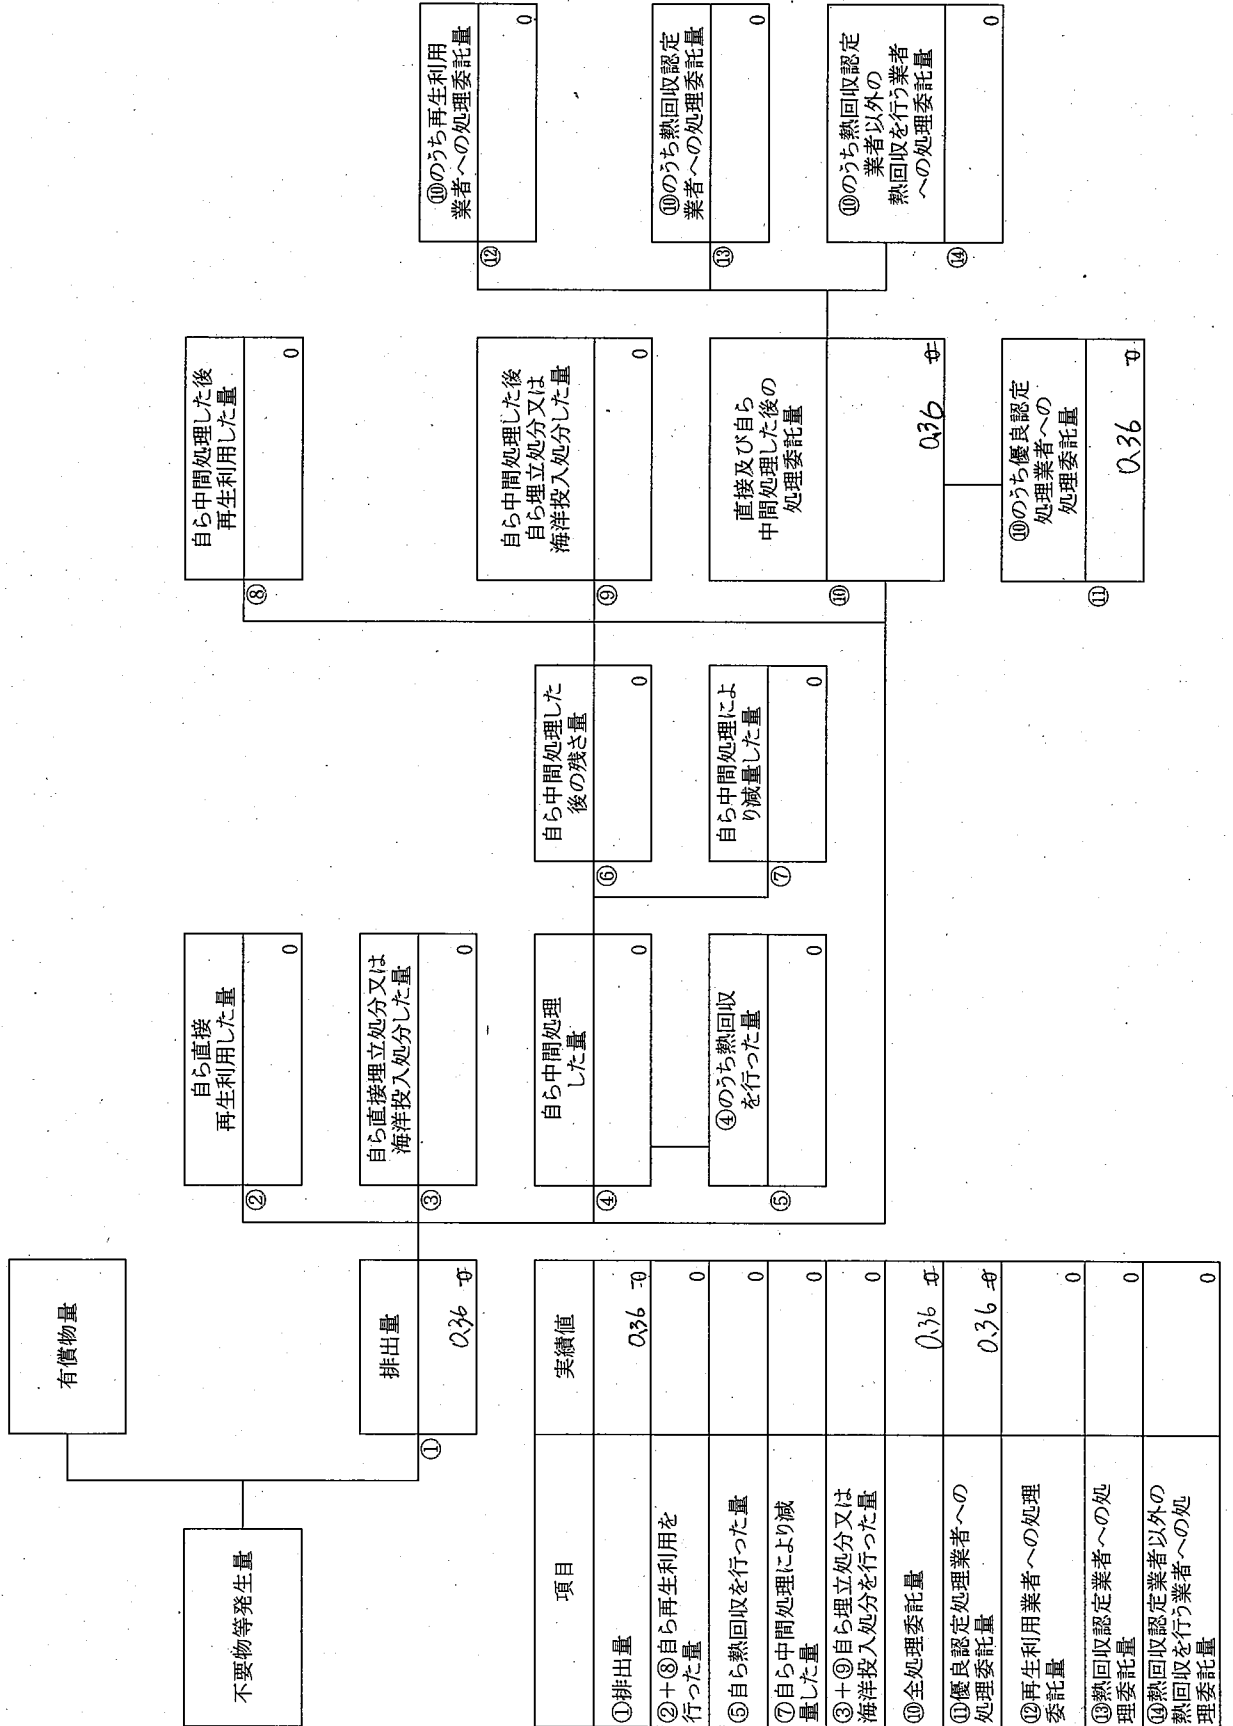 不要物等発生量
有償物量
①
排出量
0.36 0
②
自ら直接
再生利用した量
0
③
自ら直接埋立処分又は
海洋投入処分した量
0
④
自ら中間処理
した量
0
⑤
④のうち熱回収
を行った量
0
⑥
自ら中間処理した
後の残さ量
0
⑦
自ら中間処理によ
り減量した量
0
⑧
自ら中間処理した後
再生利用した量
0
⑨
自ら中間処理した後
自ら埋立処分又は
海洋投入処分した量
0
⑩
直接及び自ら
中間処理した後の
処理委託量
0.36 0
⑪
⑩のうち優良認定
処理業者への
処理委託量
0.36 0
⑫
⑩のうち再生利用
業者への処理委託量
0
⑬
⑩のうち熱回収認定
業者への処理委託量
0
⑭
⑩のうち熱回収認定
業者以外の
熱回収を行う業者
への処理委託量
0
項目 実績値
①排出量 0.36 0
②+⑧自ら再生利用を
行った量 0
⑤自ら熱回収を行った量 0
⑦自ら中間処理により減
量した量 0
③+⑨自ら埋立処分又は
海洋投入処分を行った量 0
⑩全処理委託量 0.36 0
⑪優良認定処理業者への
処理委託量 0.36 0
⑫再生利用業者への処理
委託量 0
⑬熱回収認定業者への処
理委託量 0
⑭熱回収認定業者以外の
熱回収を行う業者への処
理委託量 0